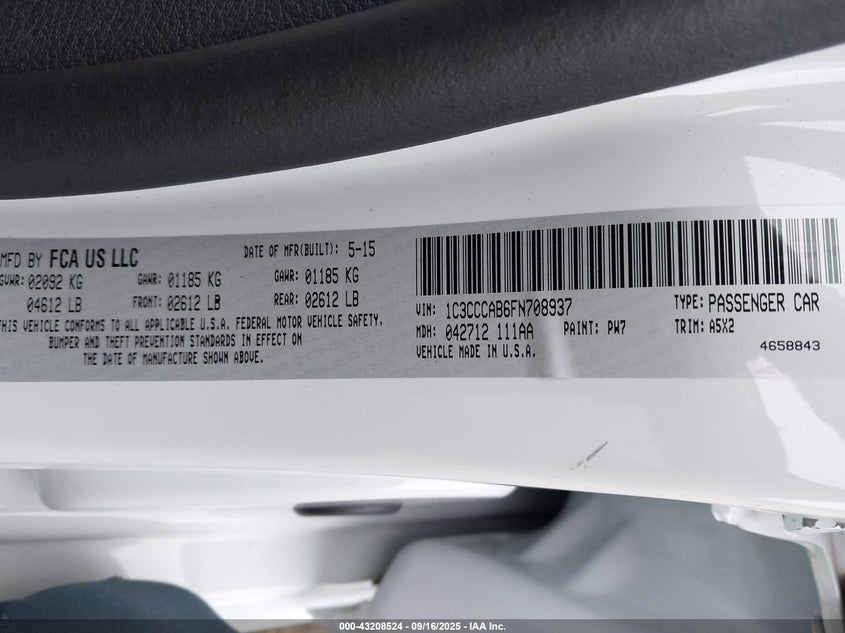 MFD BY FCA US LLC
DATE OF MFR(BUILT): 5-15
GVWR: 02092 KG GAWR: 01185 KG GAWR: 01185 KG
04612 LB FRONT: 02612 LB REAR: 02612 LB
THIS VEHICLE CONFORMS TO ALL APPLICABLE U.S.A. FEDERAL MOTOR VEHICLE SAFETY,
BUMPER AND THEFT PREVENTION STANDARDS IN EFFECT ON
THE DATE OF MANUFACTURE SHOWN ABOVE.
VIN: 1C3CCCAB6FN708937 TYPE: PASSENGER CAR
MDH: 042712 111AA PAINT: PW7 TRIM: A5X2
VEHICLE MADE IN U.S.A. 4658843
000-43208524 - 09/16/2025 - IAA Inc.